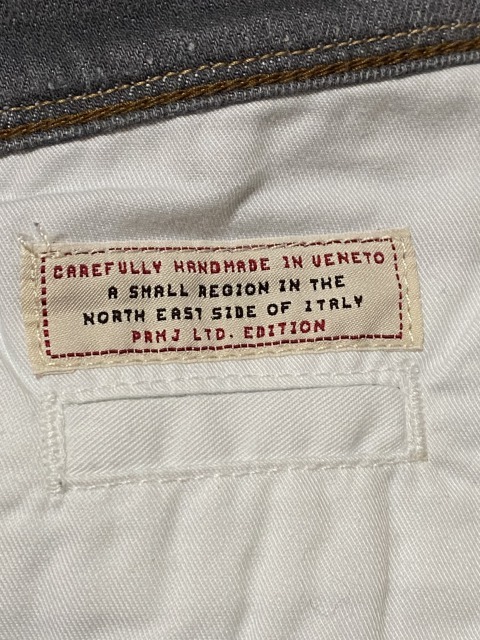 CAREFULLY HANDMADE IN VENETO
A SMALL REGION IN THE
NORTH EAST SIDE OF ITALY
PRMJ LTD. EDITION